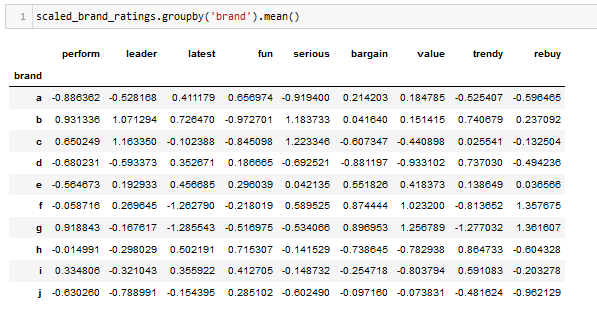 1 scaled_brand_ratings.groupby('brand').mean()
perform leader latest fun serious bargain value trendy rebuy
brand
a -0.886362 -0.528168 0.411179 0.656974 -0.919400 0.214203 0.184785 -0.525407 -0.596465
b 0.931336 1.071294 0.726470 -0.972701 1.183733 0.041640 0.151415 0.740679 0.237092
c 0.650249 1.163350 -0.102388 -0.845098 1.223346 -0.607347 -0.440898 0.025541 -0.132504
d -0.680231 -0.593373 0.352671 0.186665 -0.692521 -0.881197 -0.933102 0.737030 -0.494236
e -0.564673 0.192933 0.456685 0.296039 0.042135 0.551826 0.418373 0.138649 0.036566
f -0.058716 0.269645 -1.262790 -0.218019 0.589525 0.874444 1.023200 -0.813652 1.357675
g 0.918843 -0.167617 -1.285543 -0.516975 -0.534066 0.896953 1.256789 -1.277032 1.361607
h -0.014991 -0.298029 0.502191 0.715307 -0.141529 -0.738645 -0.782938 0.864733 -0.604328
i 0.334806 -0.321043 0.355922 0.412705 -0.148732 -0.254718 -0.803794 0.591083 -0.203278
j -0.630260 -0.788991 -0.154395 0.285102 -0.602490 -0.097160 -0.073831 -0.481624 -0.962129